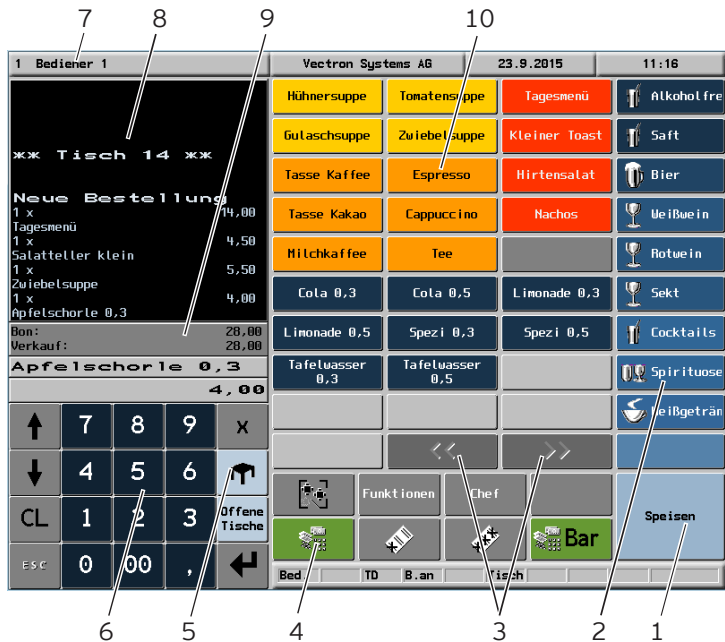 7 8 9 10
1 Bediener 1 Vectron Systems AG 23.9.2015 11:16
** Tisch 14 **
Neue Bestellung
1 x 14,00
Tagesmenü
1 x 4,50
Salatteller klein
1 x 5,50
Zwiebelsuppe
1 x 4,00
Apfelschorle 0,3
Bon: 28,00
Verkauf: 28,00
Apfelschorle 0,3
4,00
7 8 9 X
4 5 6
CL 1 2 3 Offene Tische
ESC 0 00 ,
Hühnersuppe Tomatensuppe Tagesmenü Alkoholfre
Gulaschsuppe Zwiebelsuppe Kleiner Toast Saft
Tasse Kaffee Espresso Hirtensalat Bier
Tasse Kakao Cappuccino Nachos Weißwein
Milchkaffee Tee Rotwein
Cola 0,3 Cola 0,5 Limonade 0,3 Sekt
Limonade 0,5 Spezi 0,3 Spezi 0,5 Cocktails
Tafelwasser 0,3 Tafelwasser 0,5 Spirituose
Heißgeträn
<< >>
Funktionen Chef
Speisen
Bar
Bed. TD B.an Tisch
6 5 4 3 2 1